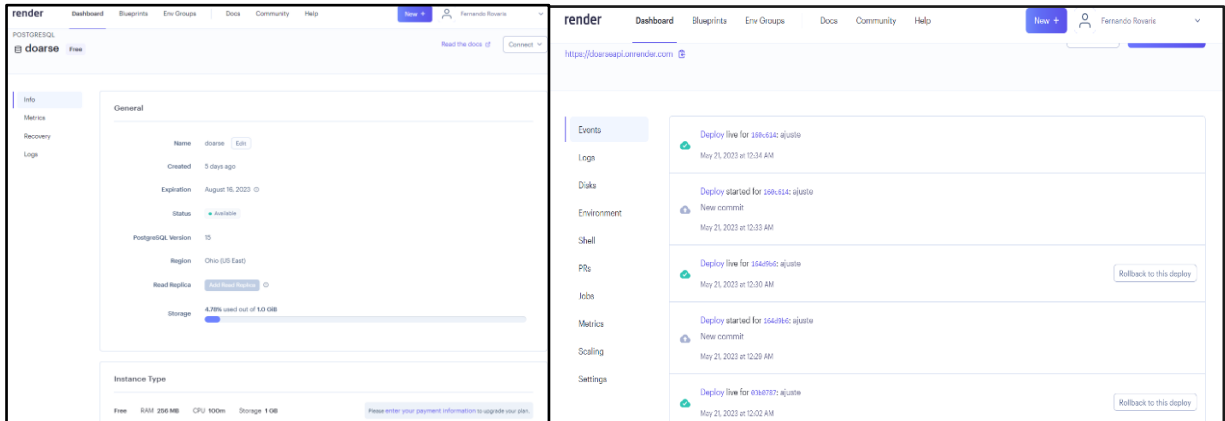 render Dashboard Blueprints Env Groups Docs Community Help New + Fernando Rovaris
POSTGRESQL
doarse Free
Read the docs Connect
Info
Metrics
Recovery
Logs
General
Name doarse Edit
Created 5 days ago
Expiration August 16, 2023
Status Available
PostgreSQL Version 15
Region Ohio (US East)
Read Replica Add Read Replica
Storage 4.78% used out of 1.0 GiB
Instance Type
Free RAM 256 MB CPU 100m Storage 1 GB
Please enter your payment information to upgrade your plan.
render Dashboard Blueprints Env Groups Docs Community Help New + Fernando Rovaris
https://doarseapi.onrender.com
Events
Logs
Disks
Environment
Shell
PRs
Jobs
Metrics
Scaling
Settings
Deploy live for 160c614: ajuste
May 21, 2023 at 12:34 AM
Deploy started for 160c614: ajuste
New commit
May 21, 2023 at 12:33 AM
Deploy live for 164d9b6: ajuste
May 21, 2023 at 12:30 AM
Rollback to this deploy
Deploy started for 164d9b6: ajuste
New commit
May 21, 2023 at 12:28 AM
Deploy live for 03b0787: ajuste
May 21, 2023 at 12:02 AM
Rollback to this deploy